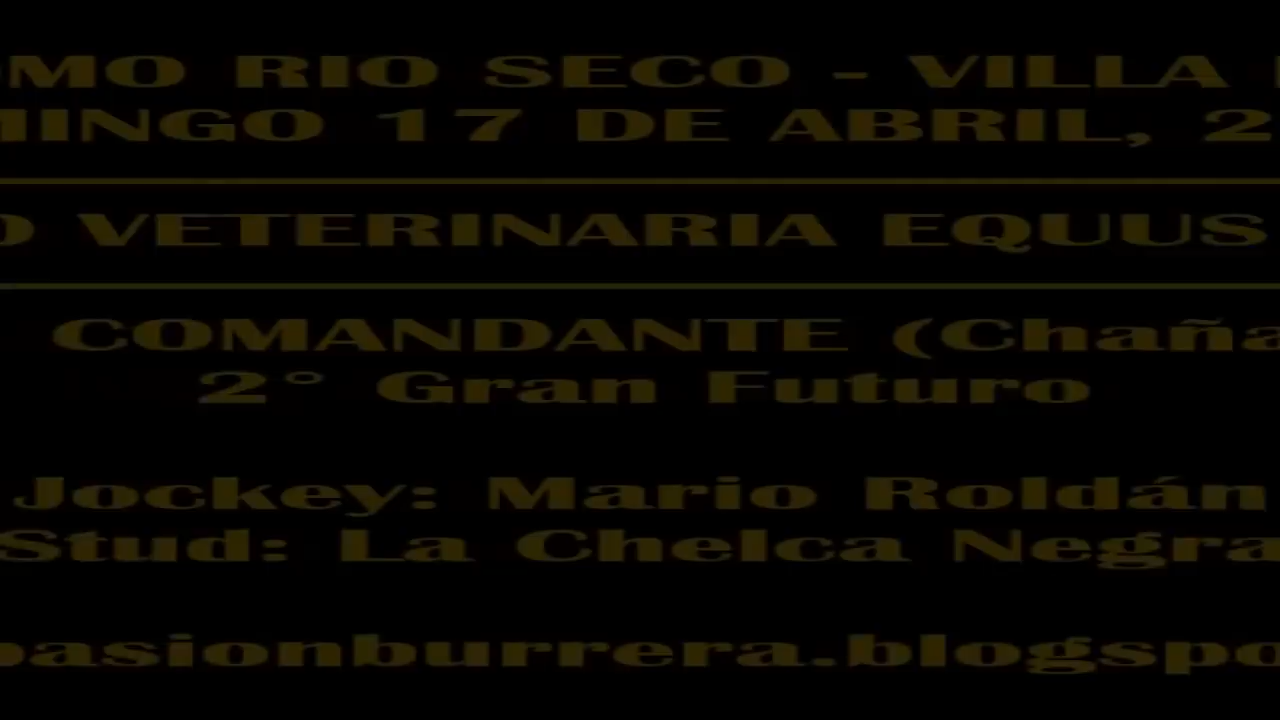 OMO RIO SECO - VILLA
MINGO 17 DE ABRIL, 2
O VETERINARIA EQUUS
COMANDANTE (Chaña
2° Gran Futuro
Jockey: Mario Roldán
Stud: La Chelca Negra
pasionburrera.blogspo